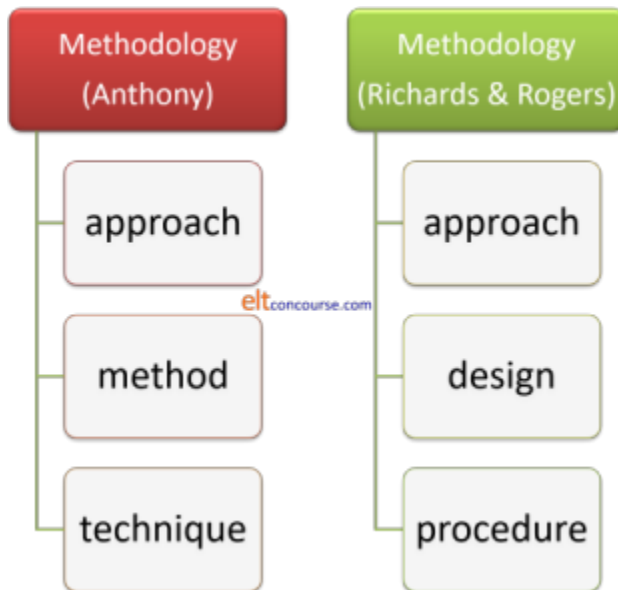 Methodology
(Anthony)
approach
method
technique
eltconcourse.com
Methodology
(Richards & Rogers)
approach
design
procedure